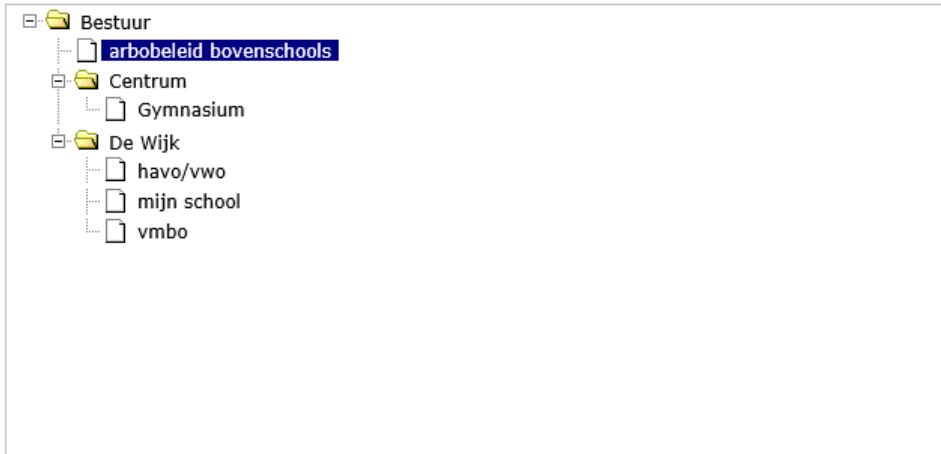 Bestuur
arbobeleid bovenschools
Centrum
Gymnasium
De Wijk
havo/vwo
mijn school
vmbo